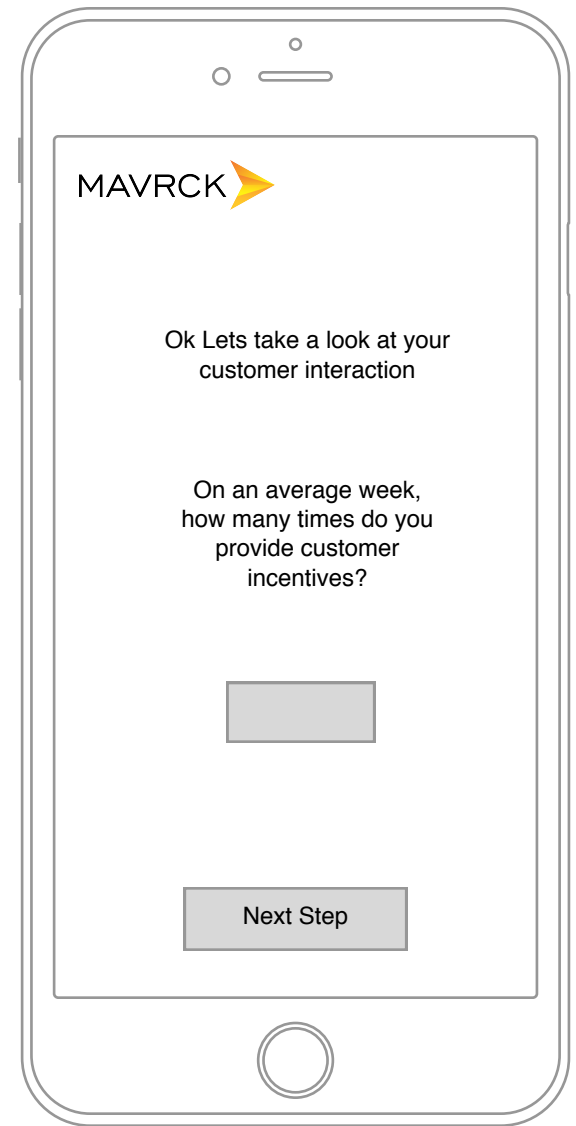 MAVRCK
Ok Lets take a look at your
customer interaction
On an average week,
how many times do you
provide customer
incentives?
Next Step